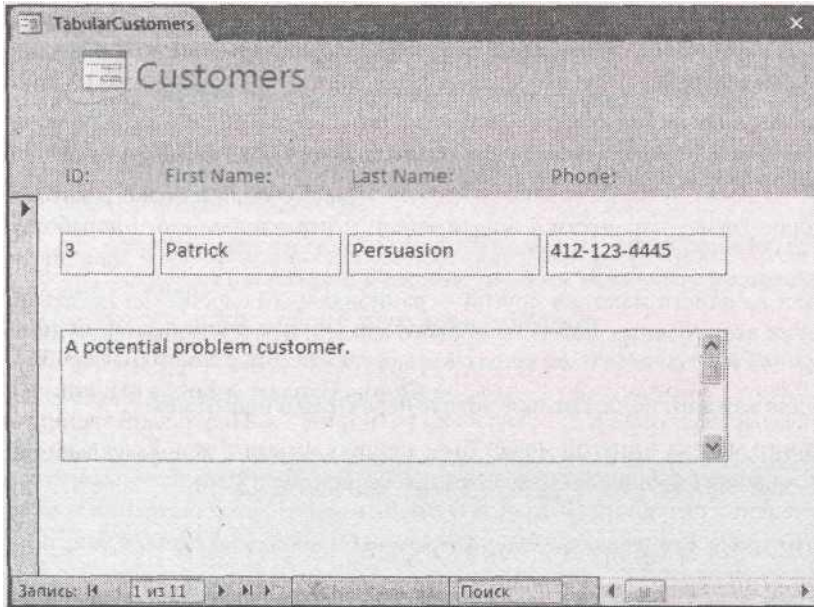 TabularCustomers
Customers
ID: First Name: Last Name: Phone:
3 Patrick Persuasion 412-123-4445
A potential problem customer.
Запись: 1 из 11 Поиск